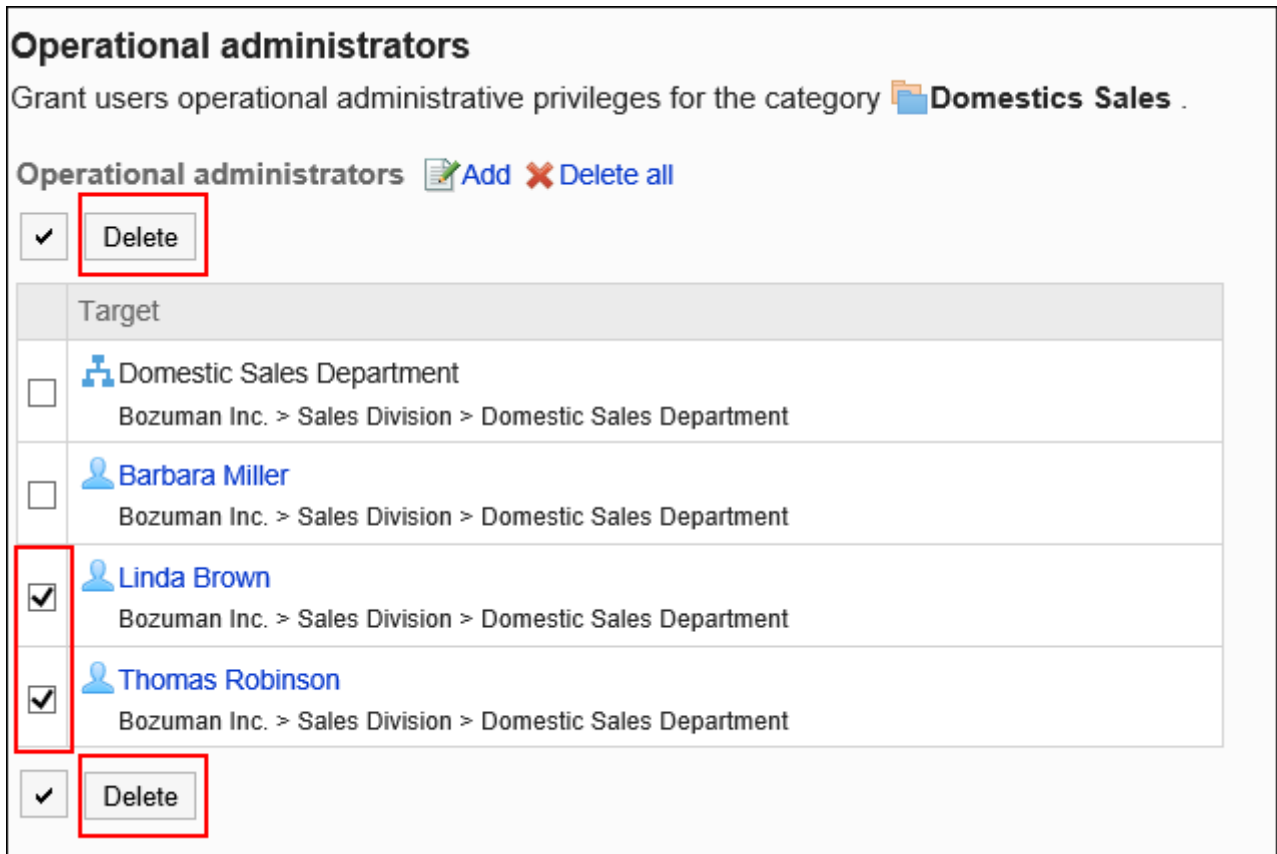 Operational administrators
Grant users operational administrative privileges for the category Domestics Sales .
Operational administrators Add Delete all
Delete
Target
Domestic Sales Department
Bozuman Inc. > Sales Division > Domestic Sales Department
Barbara Miller
Bozuman Inc. > Sales Division > Domestic Sales Department
Linda Brown
Bozuman Inc. > Sales Division > Domestic Sales Department
Thomas Robinson
Bozuman Inc. > Sales Division > Domestic Sales Department
Delete